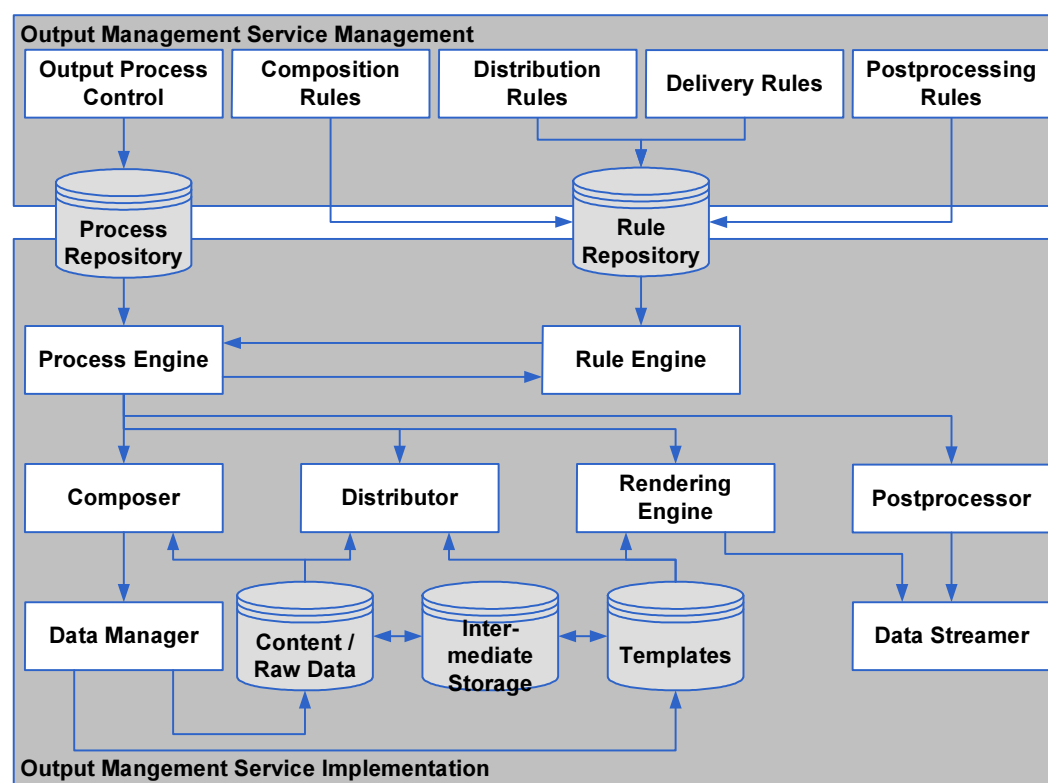 Output Management Service Management
Output Process
Control
Composition
Rules
Distribution
Rules
Delivery Rules
Postprocessing
Rules
Process
Repository
Rule
Repository
Process Engine
Rule Engine
Composer
Distributor
Rendering
Engine
Postprocessor
Data Manager
Content /
Raw Data
Inter-
mediate
Storage
Templates
Data Streamer
Output Mangement Service Implementation